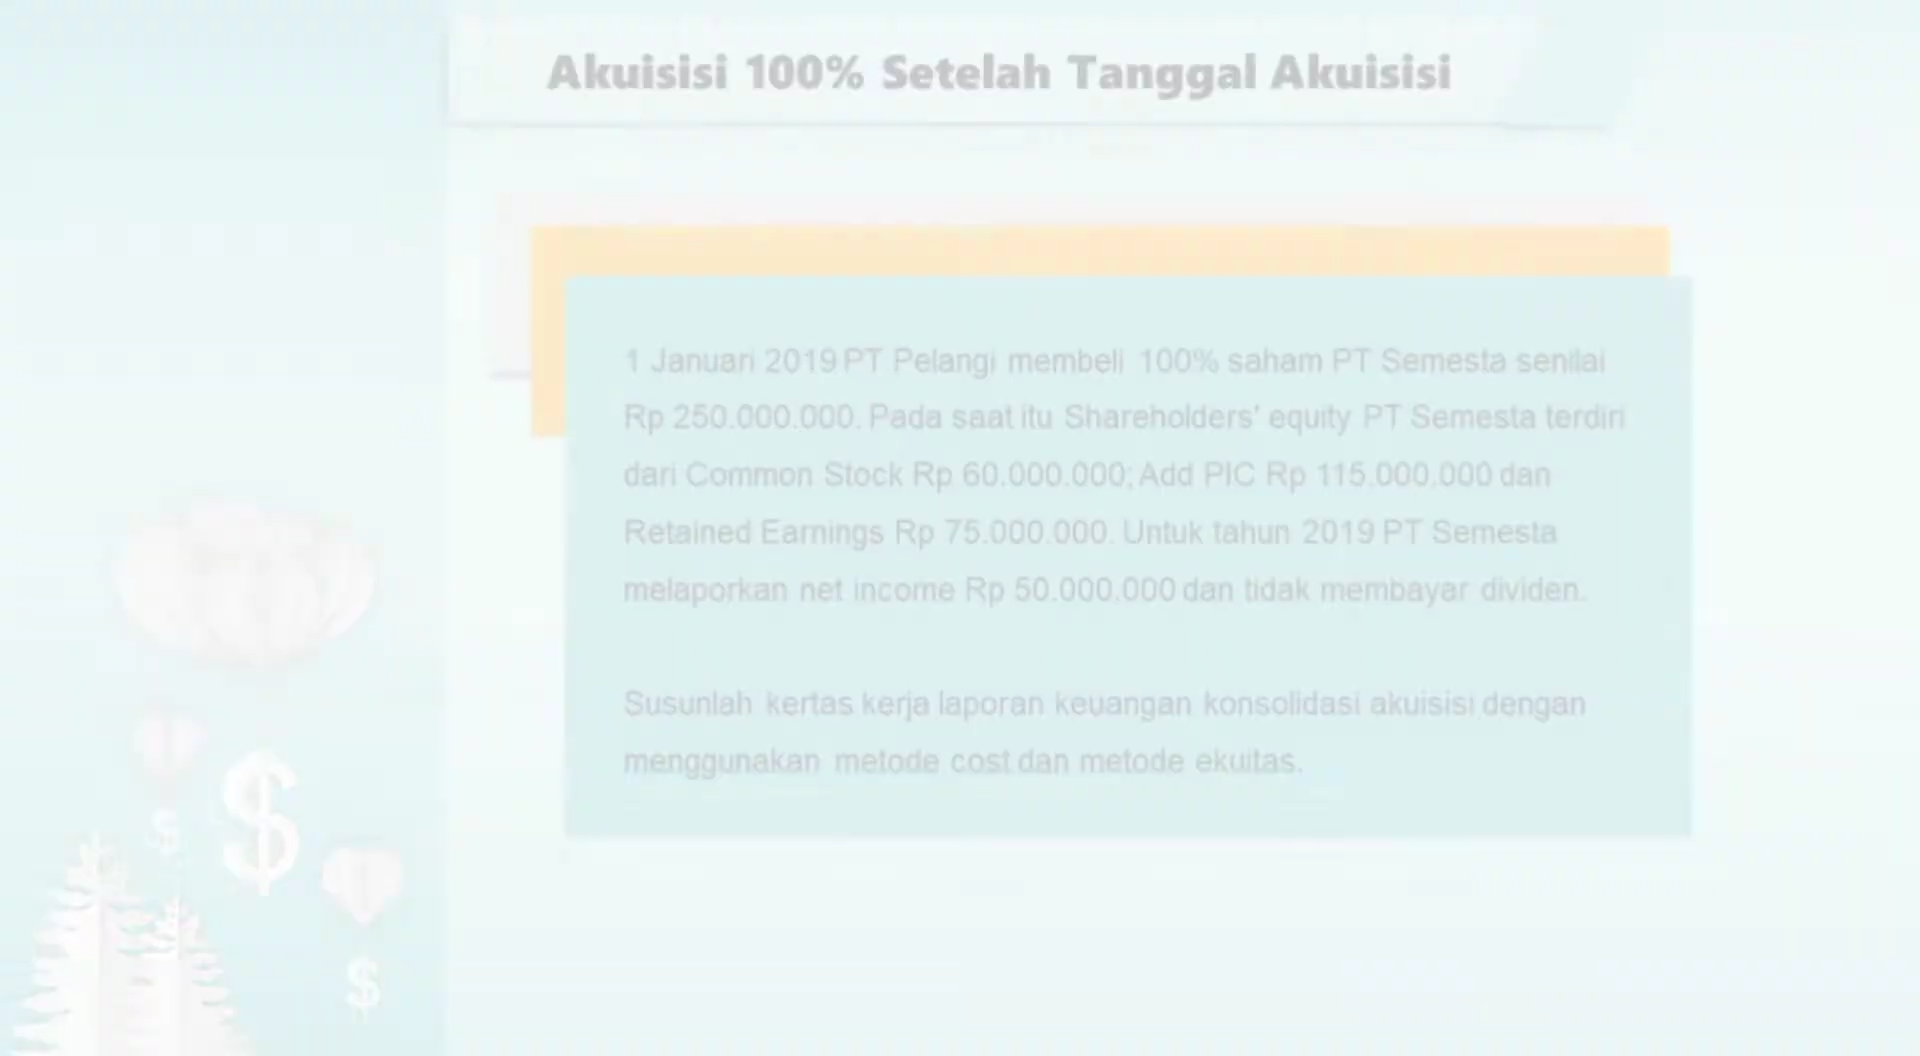 Akuisisi 100% Setelah Tanggal Akuisisi
1 Januari 2019 PT Pelangi membeli 100% saham PT Semesta senilai
Rp 250.000.000. Pada saat itu Shareholders' equity PT Semesta terdiri
dari Common Stock Rp 60.000.000; Add PIC Rp 115.000.000 dan
Retained Earnings Rp 75.000.000. Untuk tahun 2019 PT Semesta
melaporkan net income Rp 50.000.000 dan tidak membayar dividen.
Susunlah kertas kerja laporan keuangan konsolidasi akuisisi dengan
menggunakan metode cost dan metode ekuitas.
$
$
$